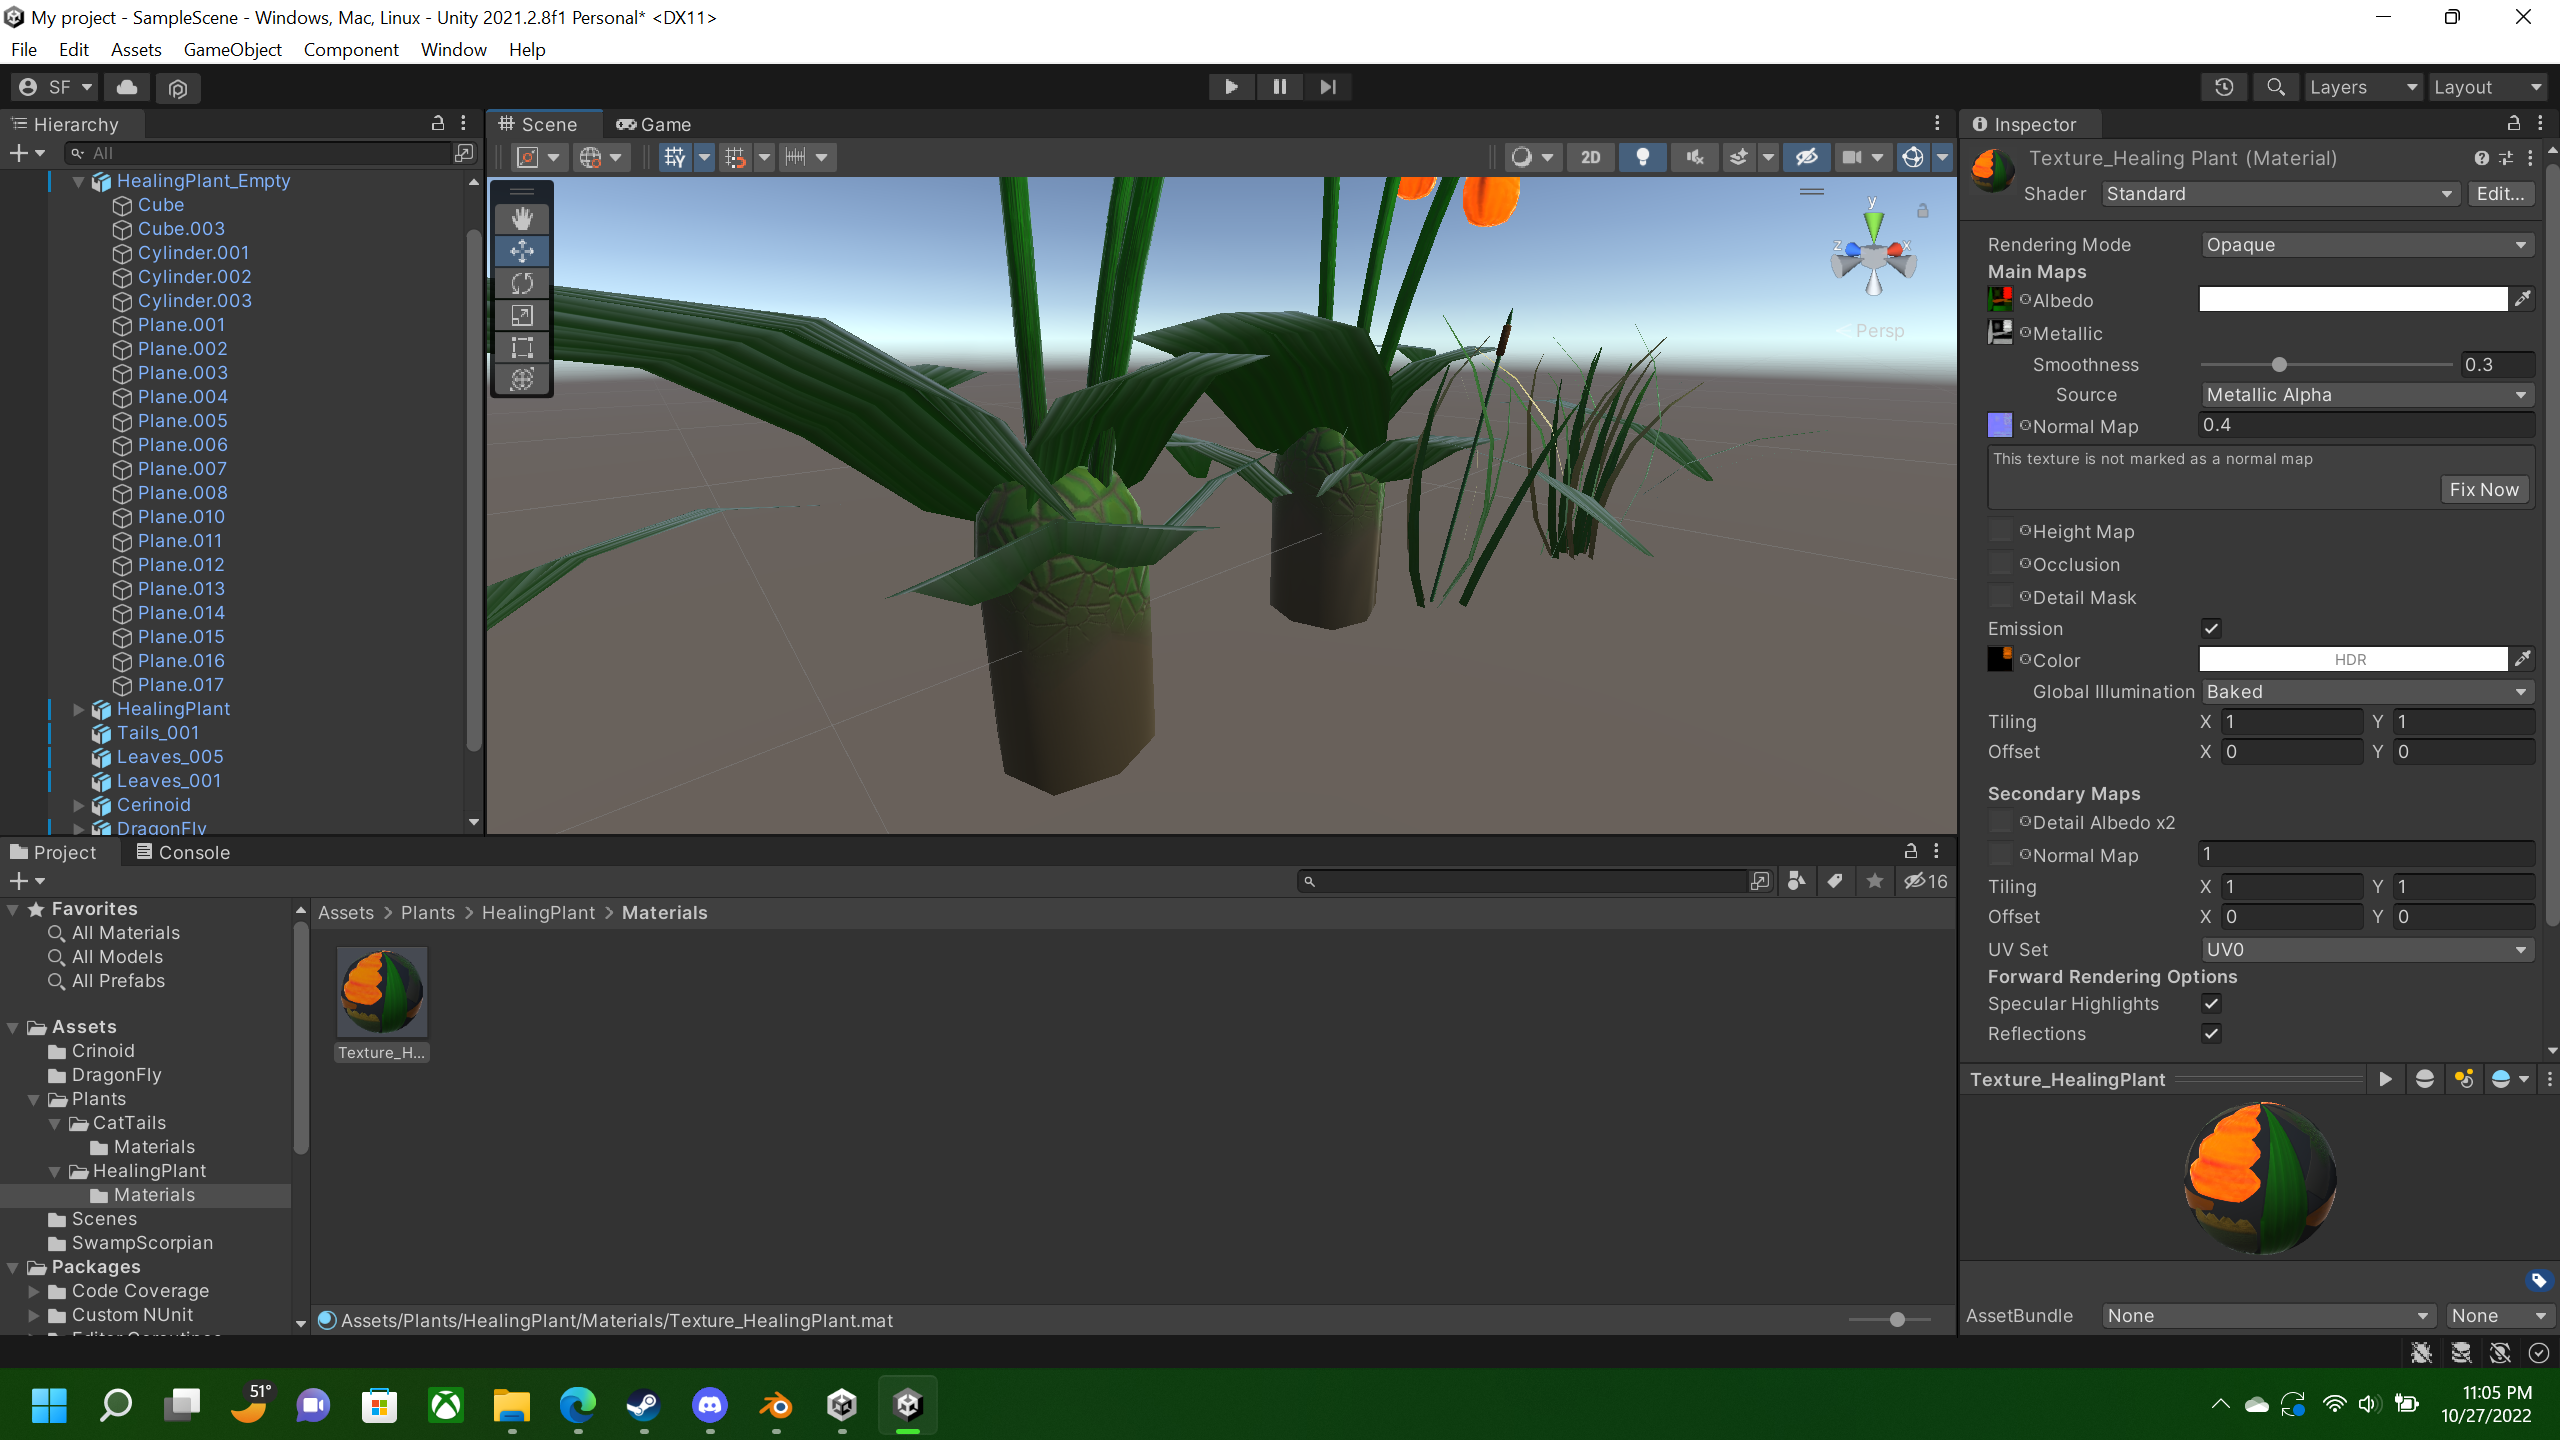 My project - SampleScene - Windows, Mac, Linux - Unity 2021.2.8f1 Personal* <DX11>
File Edit Assets GameObject Component Window Help
SF Layers Layout
Hierarchy
All
HealingPlant_Empty
Cube
Cube.003
Cylinder.001
Cylinder.002
Cylinder.003
Plane.001
Plane.002
Plane.003
Plane.004
Plane.005
Plane.006
Plane.007
Plane.008
Plane.010
Plane.011
Plane.012
Plane.013
Plane.014
Plane.015
Plane.016
Plane.017
HealingPlant
Tails_001
Leaves_005
Leaves_001
Cerinoid
DragonFly
Scene Game
2D
y
z x
Persp
Inspector
Texture_Healing Plant (Material)
Shader Standard Edit...
Rendering Mode Opaque
Main Maps
Albedo
Metallic
Smoothness 0.3
Source Metallic Alpha
Normal Map 0.4
This texture is not marked as a normal map
Fix Now
Height Map
Occlusion
Detail Mask
Emission
Color HDR
Global Illumination Baked
Tiling X 1 Y 1
Offset X 0 Y 0
Secondary Maps
Detail Albedo x2
Normal Map 1
Tiling X 1 Y 1
Offset X 0 Y 0
UV Set UV0
Forward Rendering Options
Specular Highlights
Reflections
Texture_HealingPlant
AssetBundle None None
Project Console
16
Favorites
All Materials
All Models
All Prefabs
Assets
Crinoid
DragonFly
Plants
CatTails
Materials
HealingPlant
Materials
Scenes
SwampScorpian
Packages
Code Coverage
Custom NUnit
Editor Coroutines
Assets > Plants > HealingPlant > Materials
Texture_H...
Assets/Plants/HealingPlant/Materials/Texture_HealingPlant.mat
51°
11:05 PM
10/27/2022